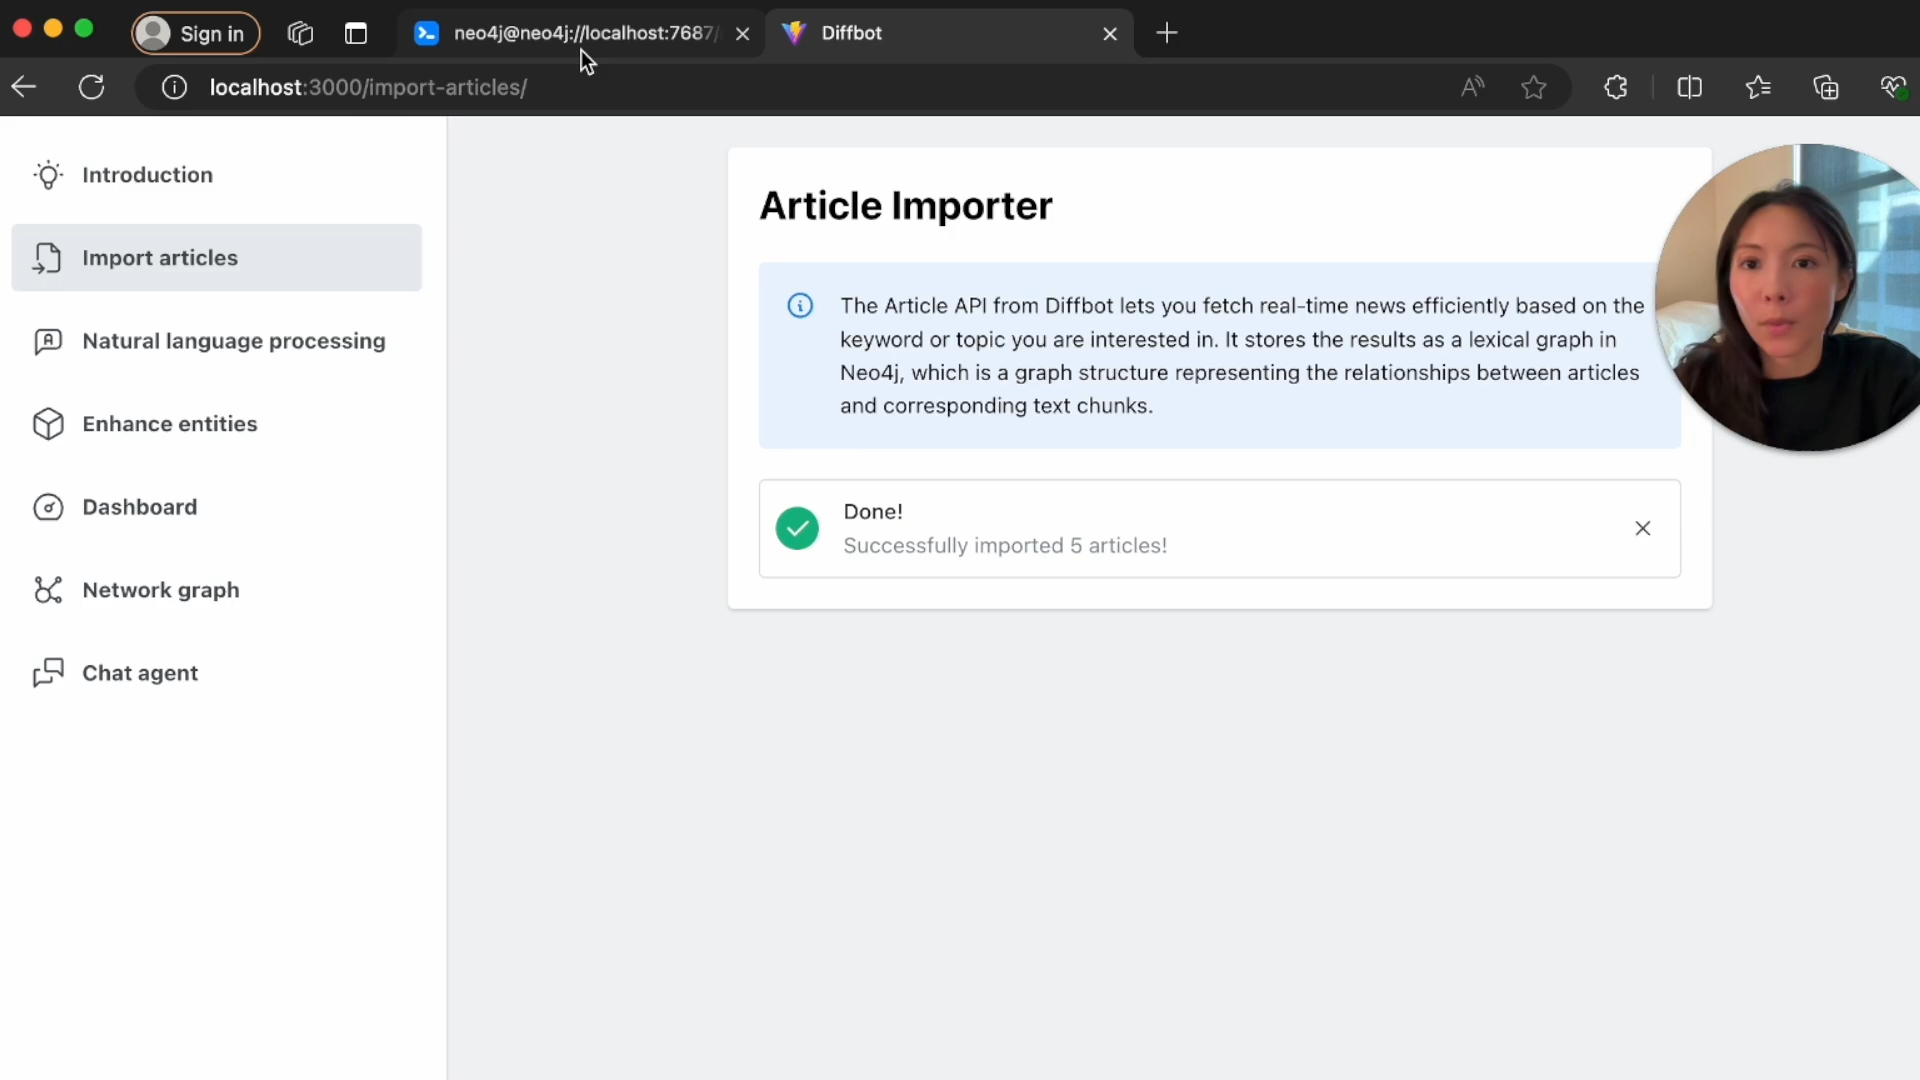 Sign in
neo4j@neo4j://localhost:7687/
Diffbot
localhost:3000/import-articles/
Introduction
Import articles
Natural language processing
Enhance entities
Dashboard
Network graph
Chat agent
Article Importer
The Article API from Diffbot lets you fetch real-time news efficiently based on the
keyword or topic you are interested in. It stores the results as a lexical graph in
Neo4j, which is a graph structure representing the relationships between articles
and corresponding text chunks.
Done!
Successfully imported 5 articles!